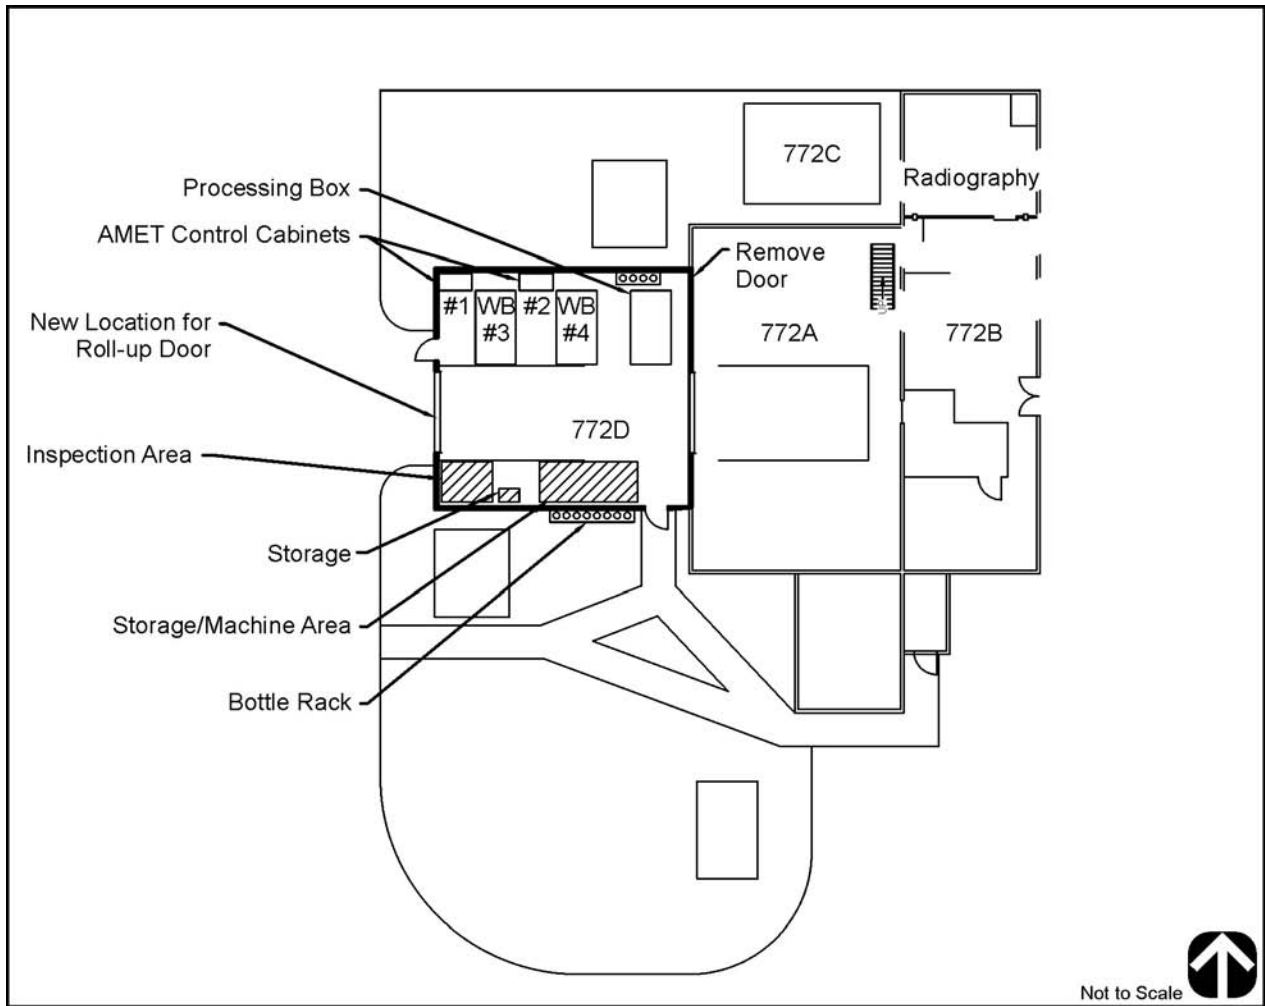 772C
Radiography
Processing Box
AMET Control Cabinets
Remove
Door
#1
WB
#3
#2
WB
#4
New Location for
Roll-up Door
772A
772B
772D
Inspection Area
Storage
Storage/Machine Area
Bottle Rack
Not to Scale